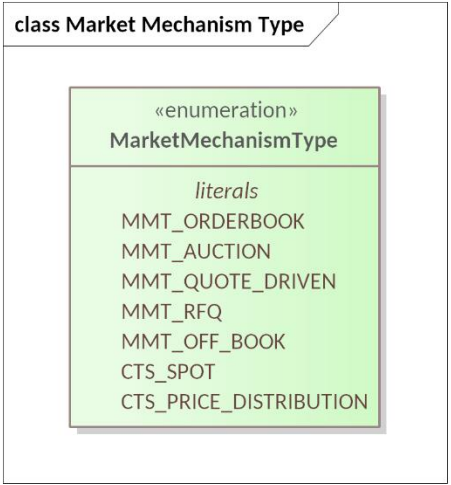 class Market Mechanism Type
«enumeration»
MarketMechanismType
literals
MMT_ORDERBOOK
MMT_AUCTION
MMT_QUOTE_DRIVEN
MMT_RFQ
MMT_OFF_BOOK
CTS_SPOT
CTS_PRICE_DISTRIBUTION